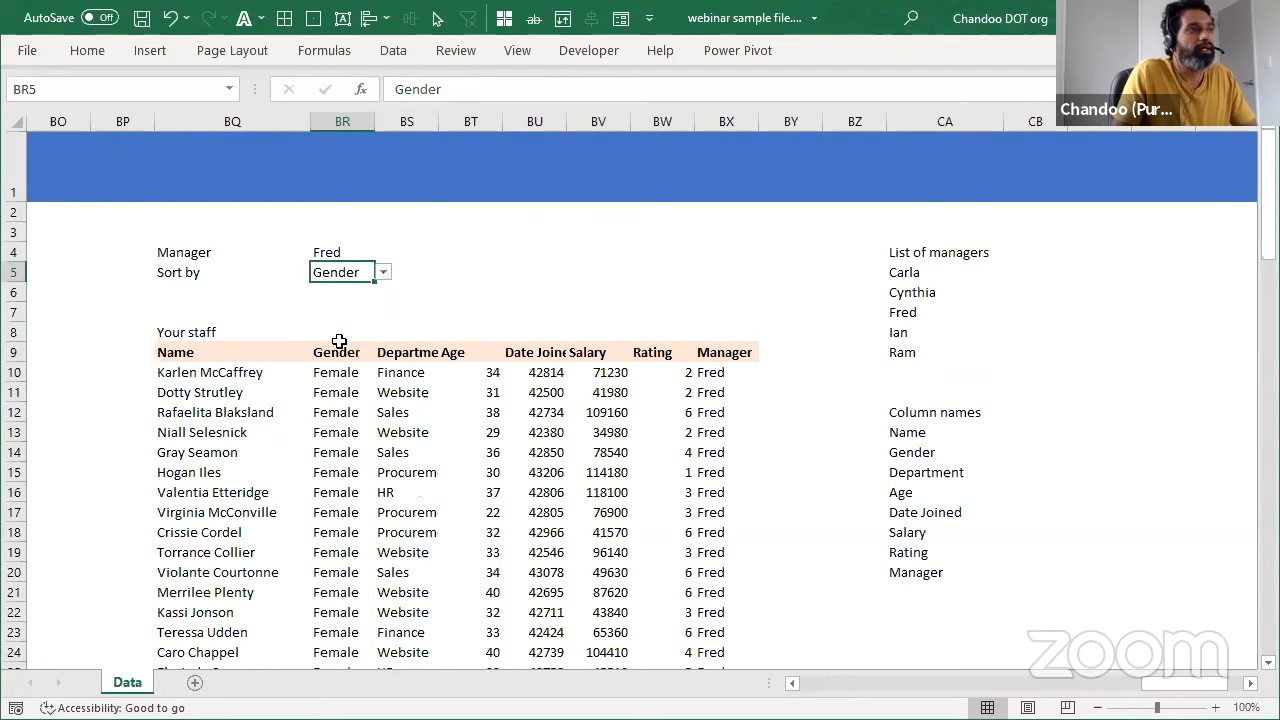 AutoSave Off webinar sample file.... Chandoo DOT org
File Home Insert Page Layout Formulas Data Review View Developer Help Power Pivot
BR5 fx Gender
Chandoo (Pur...
BO BP BQ BR BT BU BV BW BX BY BZ CA CB
1
2
3
4 Manager Fred List of managers
5 Sort by Gender Carla
6 Cynthia
7 Fred
8 Your staff Ian
9 Name Gender Departme Age Date Joine Salary Rating Manager Ram
10 Karlen McCaffrey Female Finance 34 42814 71230 2 Fred
11 Dotty Strutley Female Website 31 42500 41980 2 Fred
12 Rafaelita Blaksland Female Sales 38 42734 109160 6 Fred Column names
13 Niall Selesnick Female Website 29 42380 34980 2 Fred Name
14 Gray Seamon Female Sales 36 42850 78540 4 Fred Gender
15 Hogan Iles Female Procurem 30 43206 114180 1 Fred Department
16 Valentia Etteridge Female HR 37 42806 118100 3 Fred Age
17 Virginia McConville Female Procurem 22 42805 76900 3 Fred Date Joined
18 Crissie Cordel Female Procurem 32 42966 41570 6 Fred Salary
19 Torrance Collier Female Website 33 42546 96140 3 Fred Rating
20 Violante Courtonne Female Sales 34 43078 49630 6 Fred Manager
21 Merrilee Plenty Female Website 40 42695 87620 6 Fred
22 Kassi Jonson Female Website 32 42711 43840 3 Fred
23 Teressa Udden Female Finance 33 42424 65360 6 Fred
24 Caro Chappel Female Website 40 42739 104410 4 Fred
zoom
Data
Accessibility: Good to go 100%